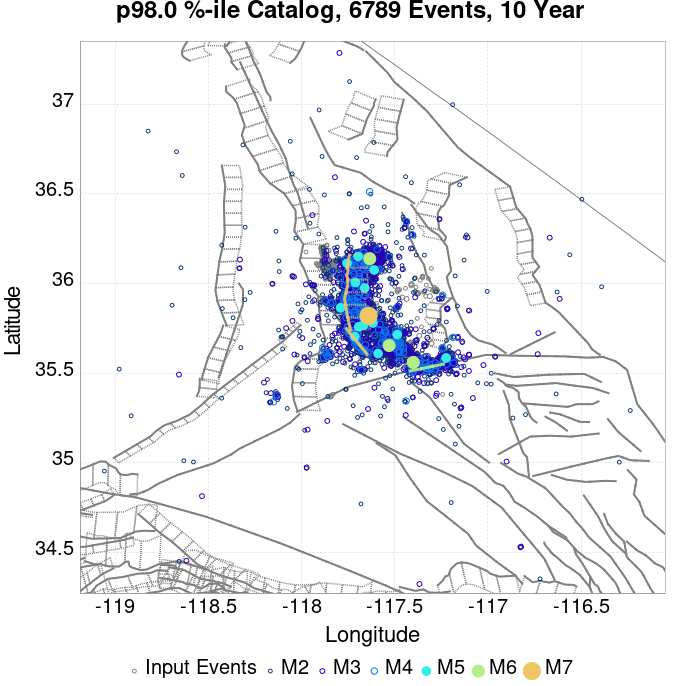 p98.0 %-ile Catalog, 6789 Events, 10 Year
37
36.5
36
35.5
35
34.5
Latitude
-119 -118.5 -118 -117.5 -117 -116.5
Longitude
Input Events M2 M3 M4 M5 M6 M7